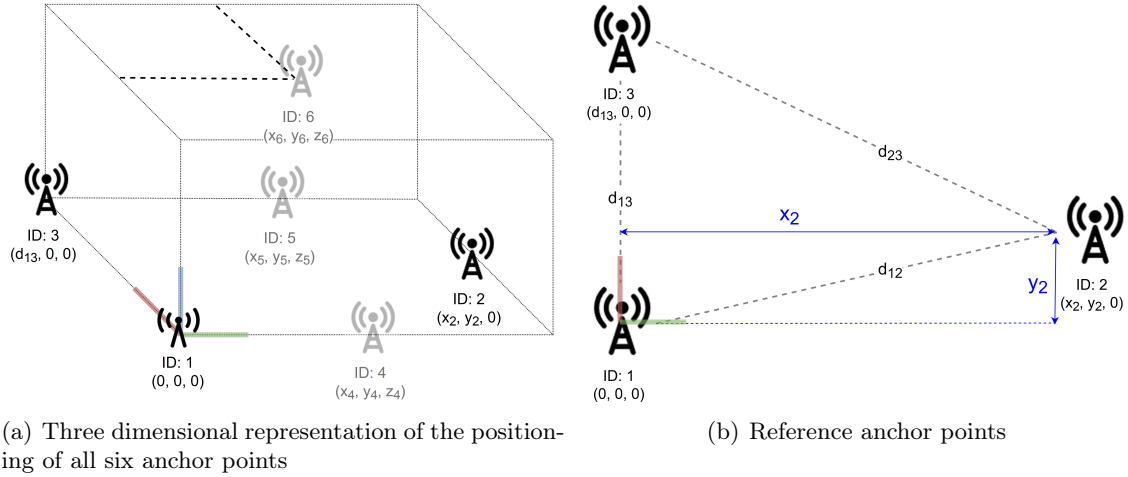 ID: 6
(x6, y6, z6)
ID: 3
(d13, 0, 0)
ID: 5
(x5, y5, z5)
ID: 2
(x2, y2, 0)
ID: 1
(0, 0, 0)
ID: 4
(x4, y4, z4)
(a) Three dimensional representation of the position-
ing of all six anchor points
ID: 3
(d13, 0, 0)
d23
d13
x2
d12
y2
ID: 2
(x2, y2, 0)
ID: 1
(0, 0, 0)
(b) Reference anchor points